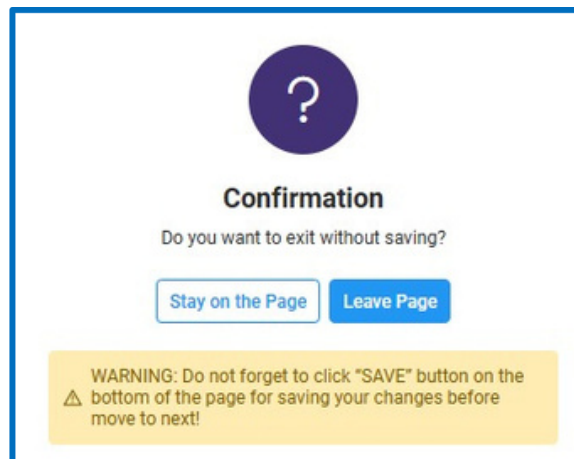 ?
Confirmation
Do you want to exit without saving?
Stay on the Page Leave Page
WARNING: Do not forget to click "SAVE" button on the
bottom of the page for saving your changes before
move to next!